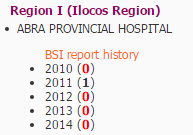 Region I (Ilocos Region)
• ABRA PROVINCIAL HOSPITAL
BSI report history
• 2010 (0)
• 2011 (1)
• 2012 (0)
• 2013 (0)
• 2014 (0)